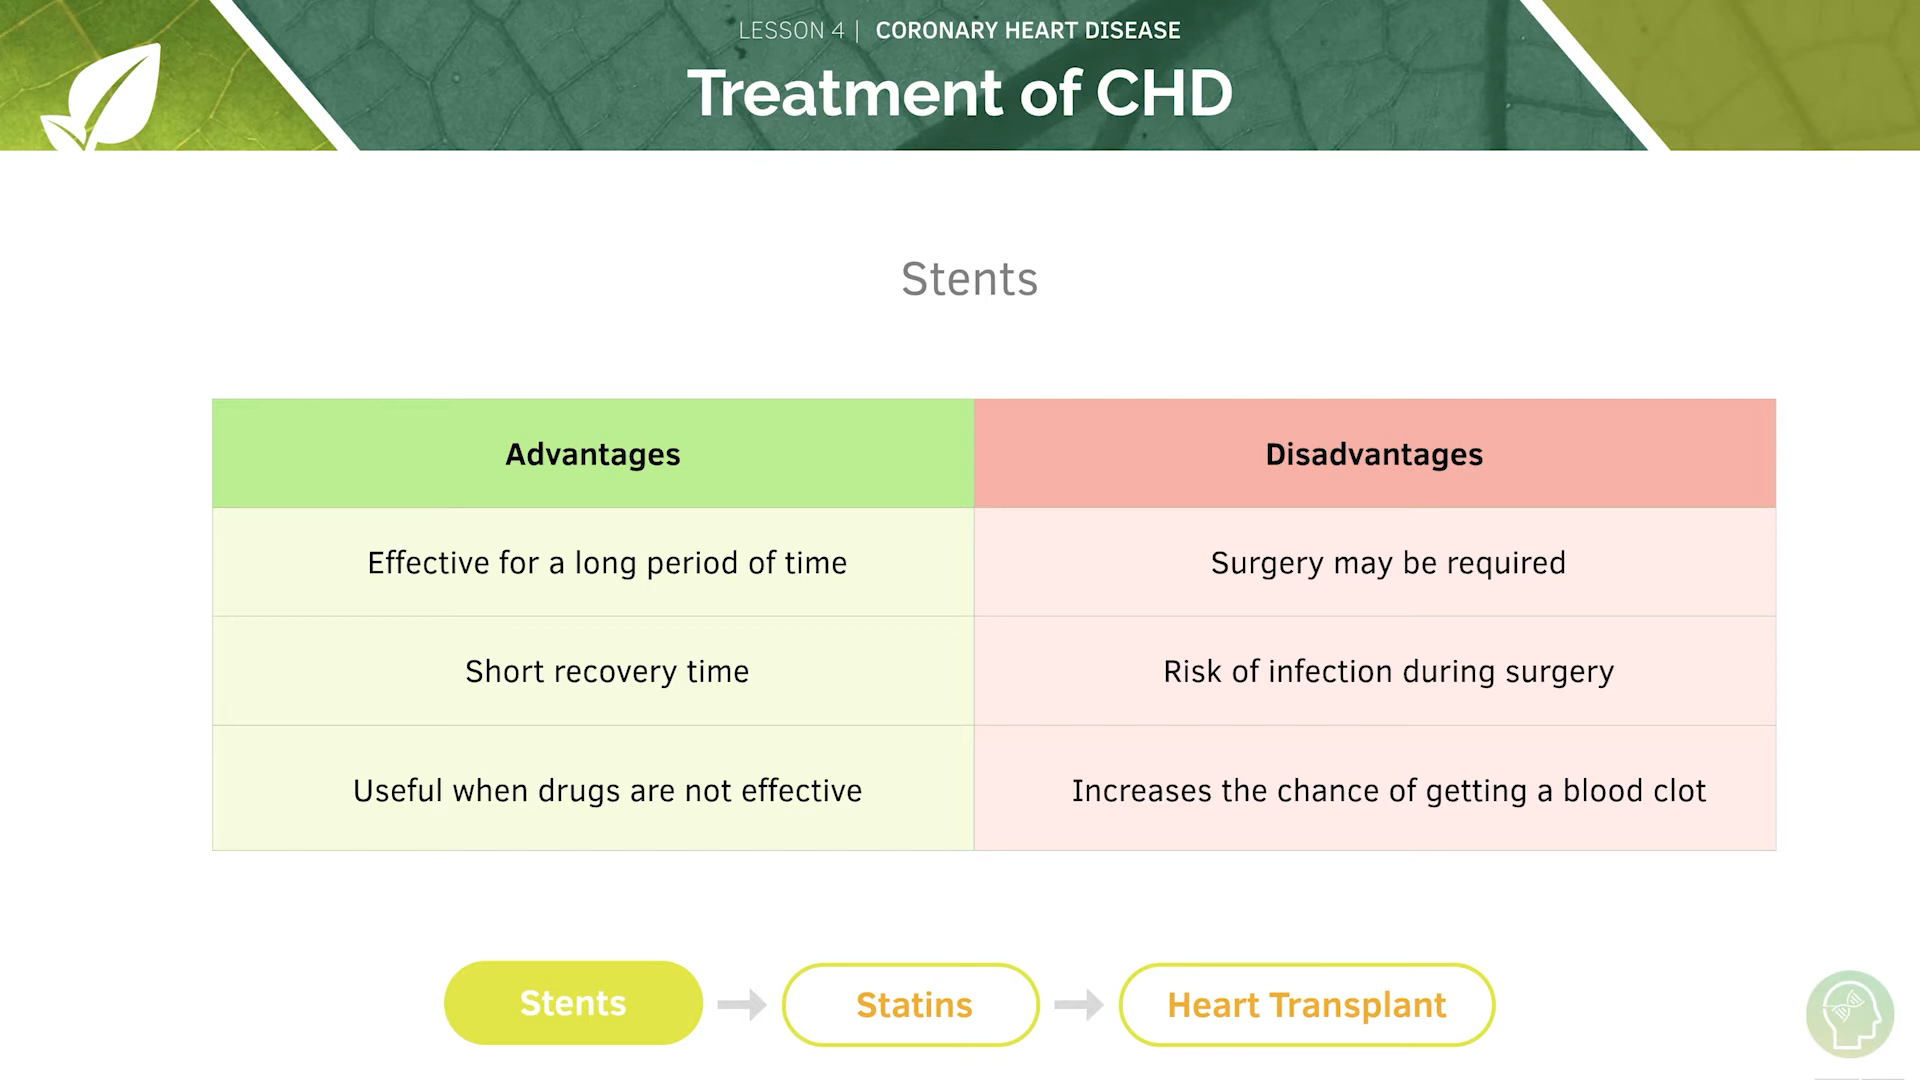 LESSON 4 | CORONARY HEART DISEASE
Treatment of CHD
Stents
Advantages
Disadvantages
Effective for a long period of time
Surgery may be required
Short recovery time
Risk of infection during surgery
Useful when drugs are not effective
Increases the chance of getting a blood clot
Stents
Statins
Heart Transplant